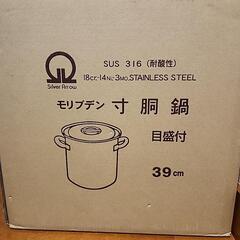 SUS 316 (耐酸性)
18cr.-14Ni.-3Mo. STAINLESS STEEL
Silver Arrow
モリブデン 寸胴鍋
目盛付
39cm